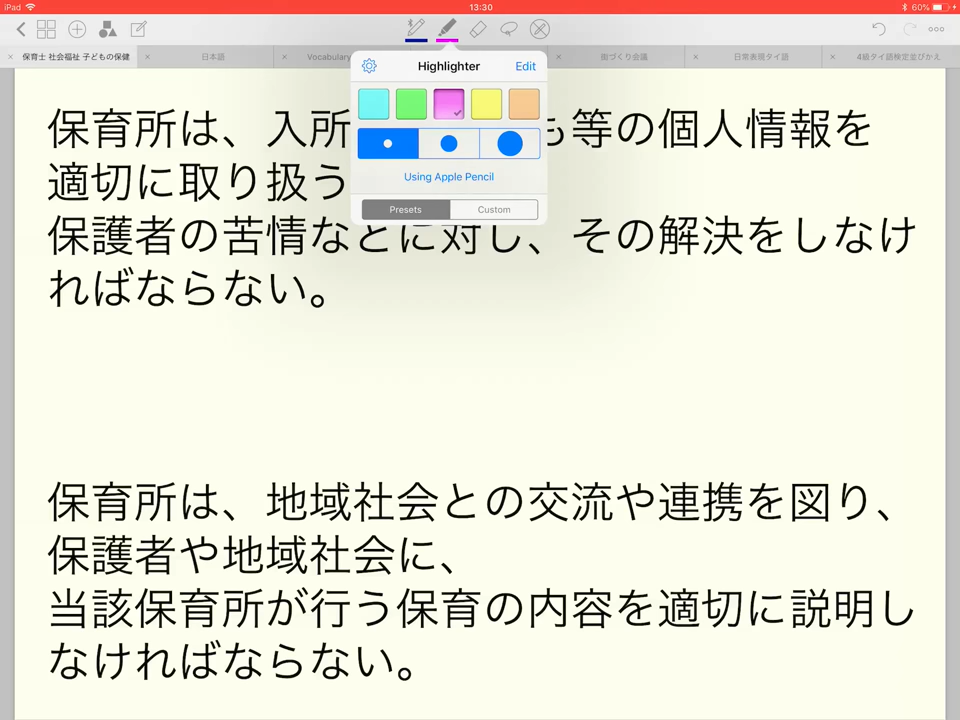 iPad 13:30 60%
保育士 社会福祉 子どもの保健 日本語 Vocabulary 街づくり会議 日常表現タイ語 4級タイ語検定並びかえ
Highlighter Edit
Using Apple Pencil
Presets Custom
保育所は、入所 も等の個人情報を
適切に取り扱う
保護者の苦情などに対し、その解決をしなけ
ればならない。
保育所は、地域社会との交流や連携を図り、
保護者や地域社会に、
当該保育所が行う保育の内容を適切に説明し
なければならない。